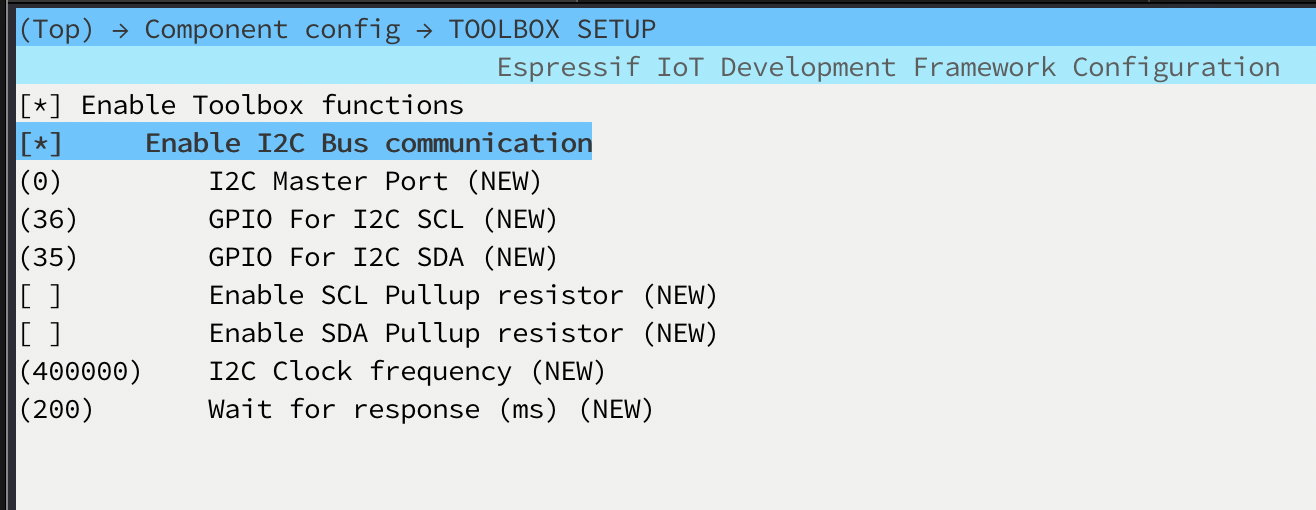 (Top) → Component config → TOOLBOX SETUP
Espressif IoT Development Framework Configuration
[*] Enable Toolbox functions
[*]     Enable I2C Bus communication
(0)         I2C Master Port (NEW)
(36)        GPIO For I2C SCL (NEW)
(35)        GPIO For I2C SDA (NEW)
[ ]         Enable SCL Pullup resistor (NEW)
[ ]         Enable SDA Pullup resistor (NEW)
(400000)    I2C Clock frequency (NEW)
(200)       Wait for response (ms) (NEW)